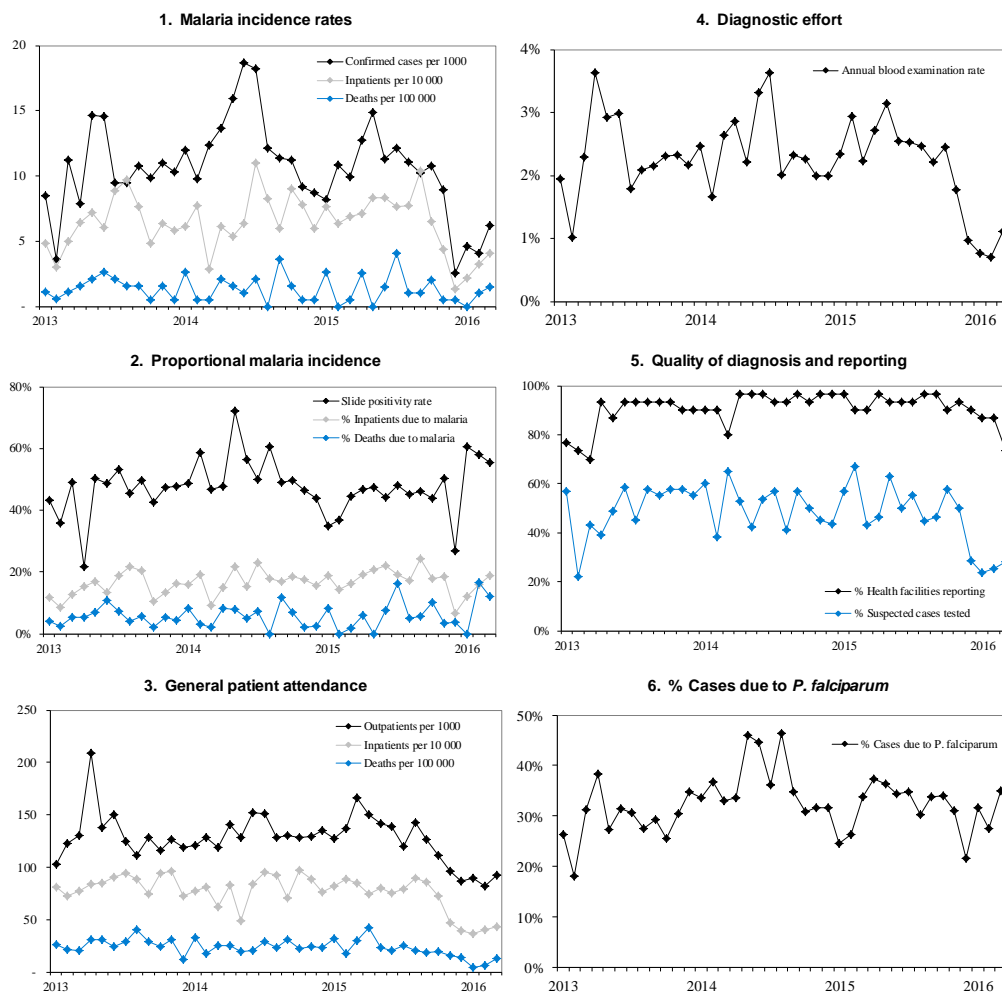 1. Malaria incidence rates
20
15
10
5
-
Confirmed cases per 1000
Inpatients per 10 000
Deaths per 100 000
2013 2014 2015 2016
4. Diagnostic effort
4%
3%
2%
1%
0%
Annual blood examination rate
2013 2014 2015 2016
2. Proportional malaria incidence
80%
60%
40%
20%
0%
Slide positivity rate
% Inpatients due to malaria
% Deaths due to malaria
2013 2014 2015 2016
5. Quality of diagnosis and reporting
100%
80%
60%
40%
20%
0%
% Health facilities reporting
% Suspected cases tested
2013 2014 2015 2016
3. General patient attendance
250
200
150
100
50
-
Outpatients per 1000
Inpatients per 10 000
Deaths per 100 000
2013 2014 2015 2016
6. % Cases due to P. falciparum
50%
40%
30%
20%
10%
0%
% Cases due to P. falciparum
2013 2014 2015 2016